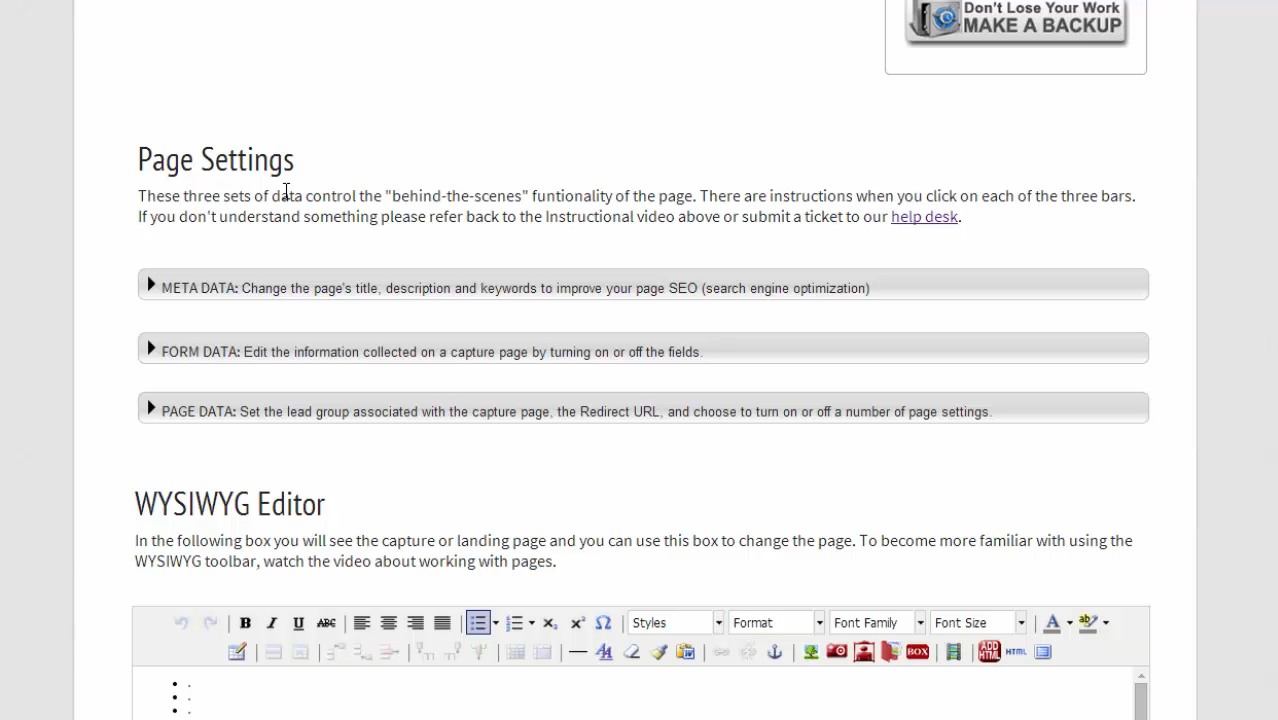 Don't Lose Your Work
MAKE A BACKUP
Page Settings
These three sets of data control the "behind-the-scenes" funtionality of the page. There are instructions when you click on each of the three bars.
If you don't understand something please refer back to the Instructional video above or submit a ticket to our help desk.
META DATA: Change the page's title, description and keywords to improve your page SEO (search engine optimization)
FORM DATA: Edit the information collected on a capture page by turning on or off the fields.
PAGE DATA: Set the lead group associated with the capture page, the Redirect URL, and choose to turn on or off a number of page settings.
WYSIWYG Editor
In the following box you will see the capture or landing page and you can use this box to change the page. To become more familiar with using the
WYSIWYG toolbar, watch the video about working with pages.
B I U ABC Styles Format Font Family Font Size A ab
BOX ADD HTML HTML